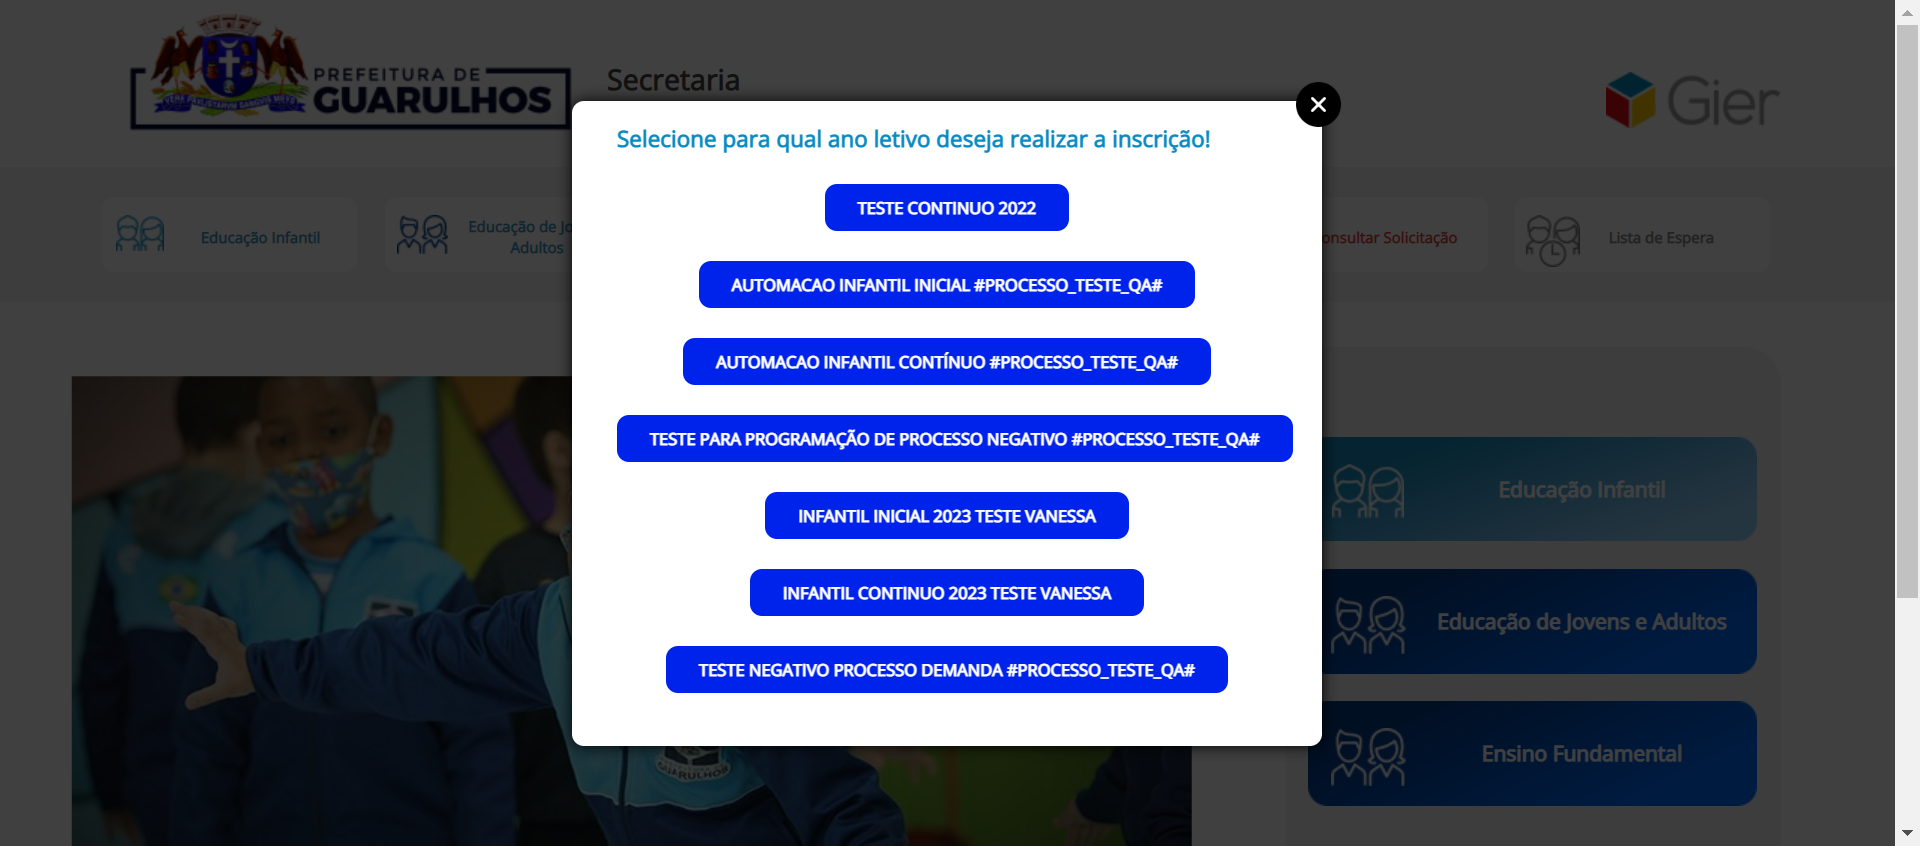 PREFEITURA DE
GUARULHOS
Secretaria
Gier
Selecione para qual ano letivo deseja realizar a inscrição!
TESTE CONTINUO 2022
Educação Infantil
Educação de Jo
Adultos
onsultar Solicitação
Lista de Espera
AUTOMACAO INFANTIL INICIAL #PROCESSO_TESTE_QA#
AUTOMACAO INFANTIL CONTÍNUO #PROCESSO_TESTE_QA#
TESTE PARA PROGRAMAÇÃO DE PROCESSO NEGATIVO #PROCESSO_TESTE_QA#
INFANTIL INICIAL 2023 TESTE VANESSA
INFANTIL CONTINUO 2023 TESTE VANESSA
TESTE NEGATIVO PROCESSO DEMANDA #PROCESSO_TESTE_QA#
Educação Infantil
Educação de Jovens e Adultos
Ensino Fundamental
GUARULHOS